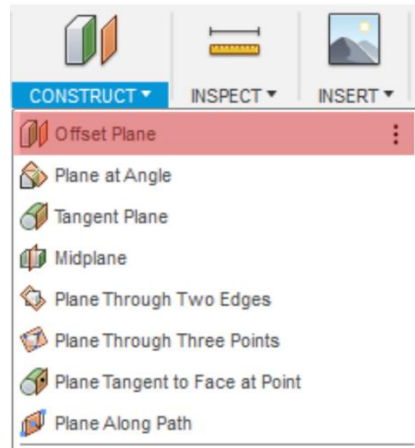 CONSTRUCT INSPECT INSERT
Offset Plane
Plane at Angle
Tangent Plane
Midplane
Plane Through Two Edges
Plane Through Three Points
Plane Tangent to Face at Point
Plane Along Path